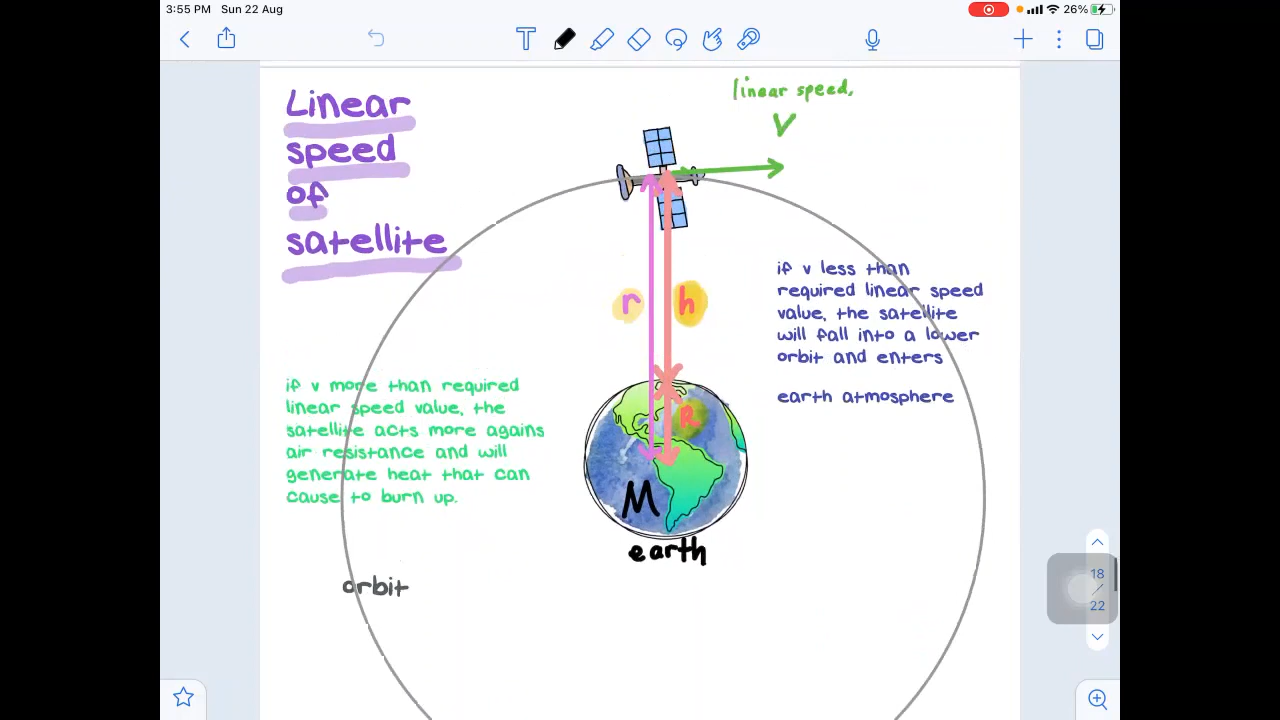 3:55 PM Sun 22 Aug
26%
Linear
speed
of
satellite
linear speed,
V
r
h
R
if v less than
required linear speed
value, the satellite
will fall into a lower
orbit and enters
earth atmosphere
if v more than required
linear speed value, the
satellite acts more agains
air resistance and will
generate heat that can
cause to burn up.
M
earth
orbit
18
/
22